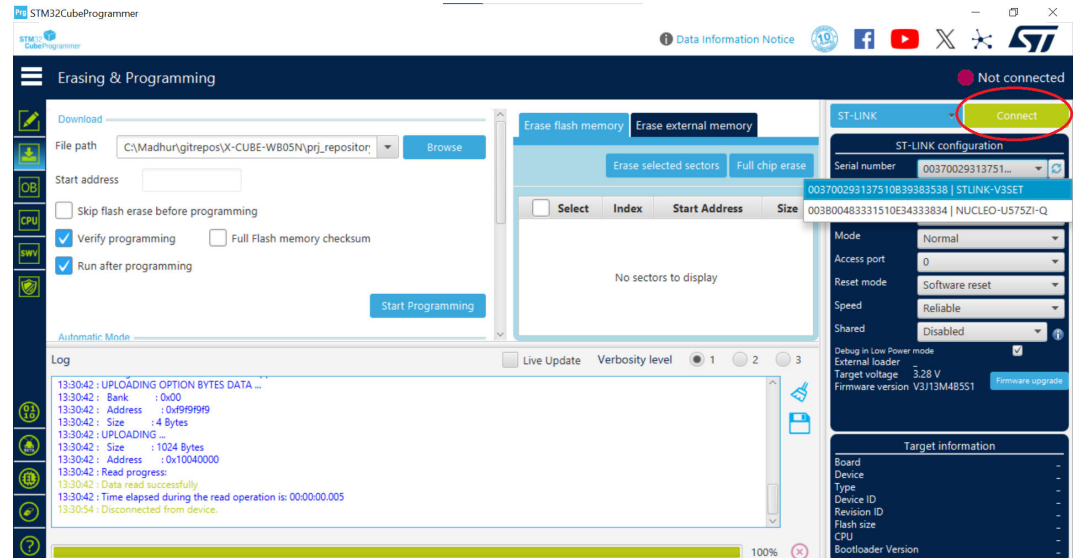 Prg STM32CubeProgrammer
STM32
CubeProgrammer
Data Information Notice
19
ST
Erasing & Programming
Not connected
Download
File path C:\Madhur\gitrepos\X-CUBE-WB05N\prj_repositor Browse
Start address
Skip flash erase before programming
Verify programming Full Flash memory checksum
Run after programming
Start Programming
Automatic Mode
OB
CPU
SWV
Erase flash memory Erase external memory
Erase selected sectors Full chip erase
Select Index Start Address Size
No sectors to display
ST-LINK Connect
ST-LINK configuration
Serial number 00370029313751...
003700293137510B39383538 | STLINK-V3SET
003B00483331510E34333834 | NUCLEO-U575ZI-Q
Mode Normal
Access port 0
Reset mode Software reset
Speed Reliable
Shared Disabled
Debug in Low Power mode
External loader _
Target voltage 3.28 V
Firmware version V3J13M4B5S1 Firmware upgrade
Log Live Update Verbosity level 1 2 3
13:30:42 : UPLOADING OPTION BYTES DATA ...
13:30:42 : Bank : 0x00
13:30:42 : Address : 0xf9f9f9f9
13:30:42 : Size : 4 Bytes
13:30:42 : UPLOADING ...
13:30:42 : Size : 1024 Bytes
13:30:42 : Address : 0x10040000
13:30:42 : Read progress:
13:30:42 : Data read successfully
13:30:42 : Time elapsed during the read operation is: 00:00:00.005
13:30:54 : Disconnected from device.
100%
Target information
Board _
Device _
Type _
Device ID _
Revision ID _
Flash size _
CPU _
Bootloader Version _